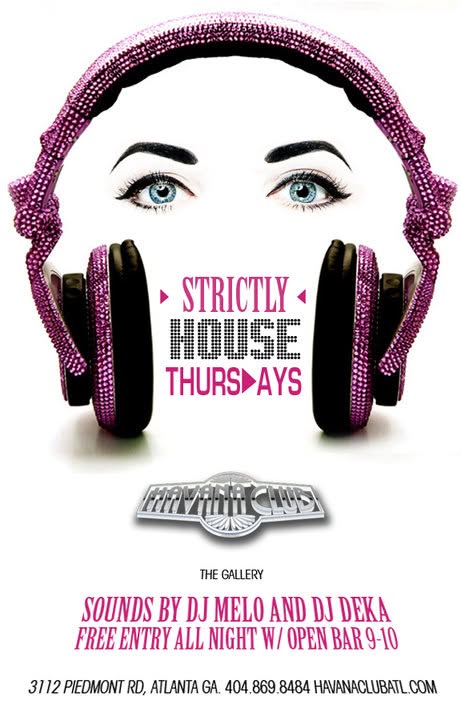 STRICTLY
HOUSE
THURSDAYS
HAVANA CLUB
THE GALLERY
SOUNDS BY DJ MELO AND DJ DEKA
FREE ENTRY ALL NIGHT W/ OPEN BAR 9-10
3112 PIEDMONT RD, ATLANTA GA. 404.869.8484 HAVANACLUBATL.COM